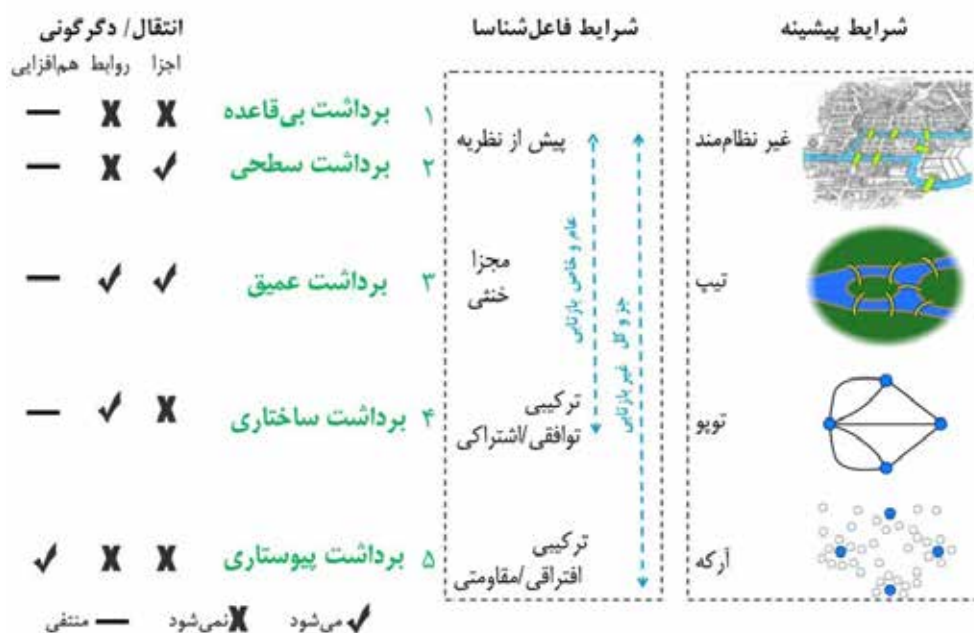 شرایط پیشینه
شرایط فاعل‌شناسا
انتقال/ دگرگونی
اجزا روابط هم‌افزایی
غیر نظام‌مند
پیش از نظریه
۱ برداشت بی‌قاعده
۲ برداشت سطحی
تیپ
مجزا
خنثی
۳ برداشت عمیق
توپو
ترکیبی
توافقی/اشتراکی
۴ برداشت ساختاری
آرکه
ترکیبی
افتراقی/مقاومتی
۵ برداشت پیوستاری
عام و خاص بازتابی
جز و کل غیر بازتابی
می‌شود نمی‌شود منتفی